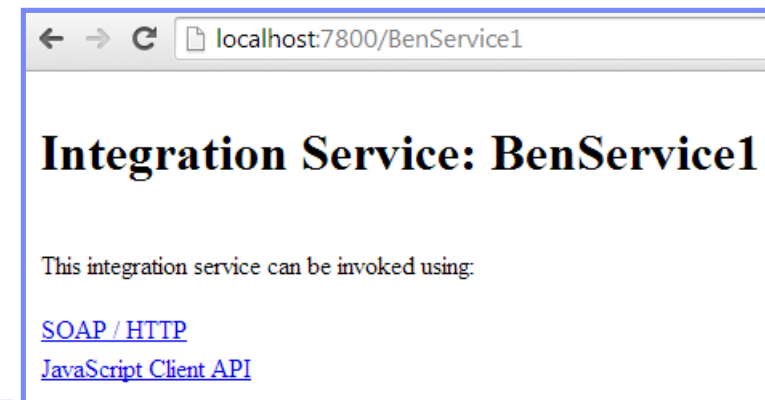 localhost:7800/BenService1
Integration Service: BenService1
This integration service can be invoked using:
SOAP / HTTP
JavaScript Client API